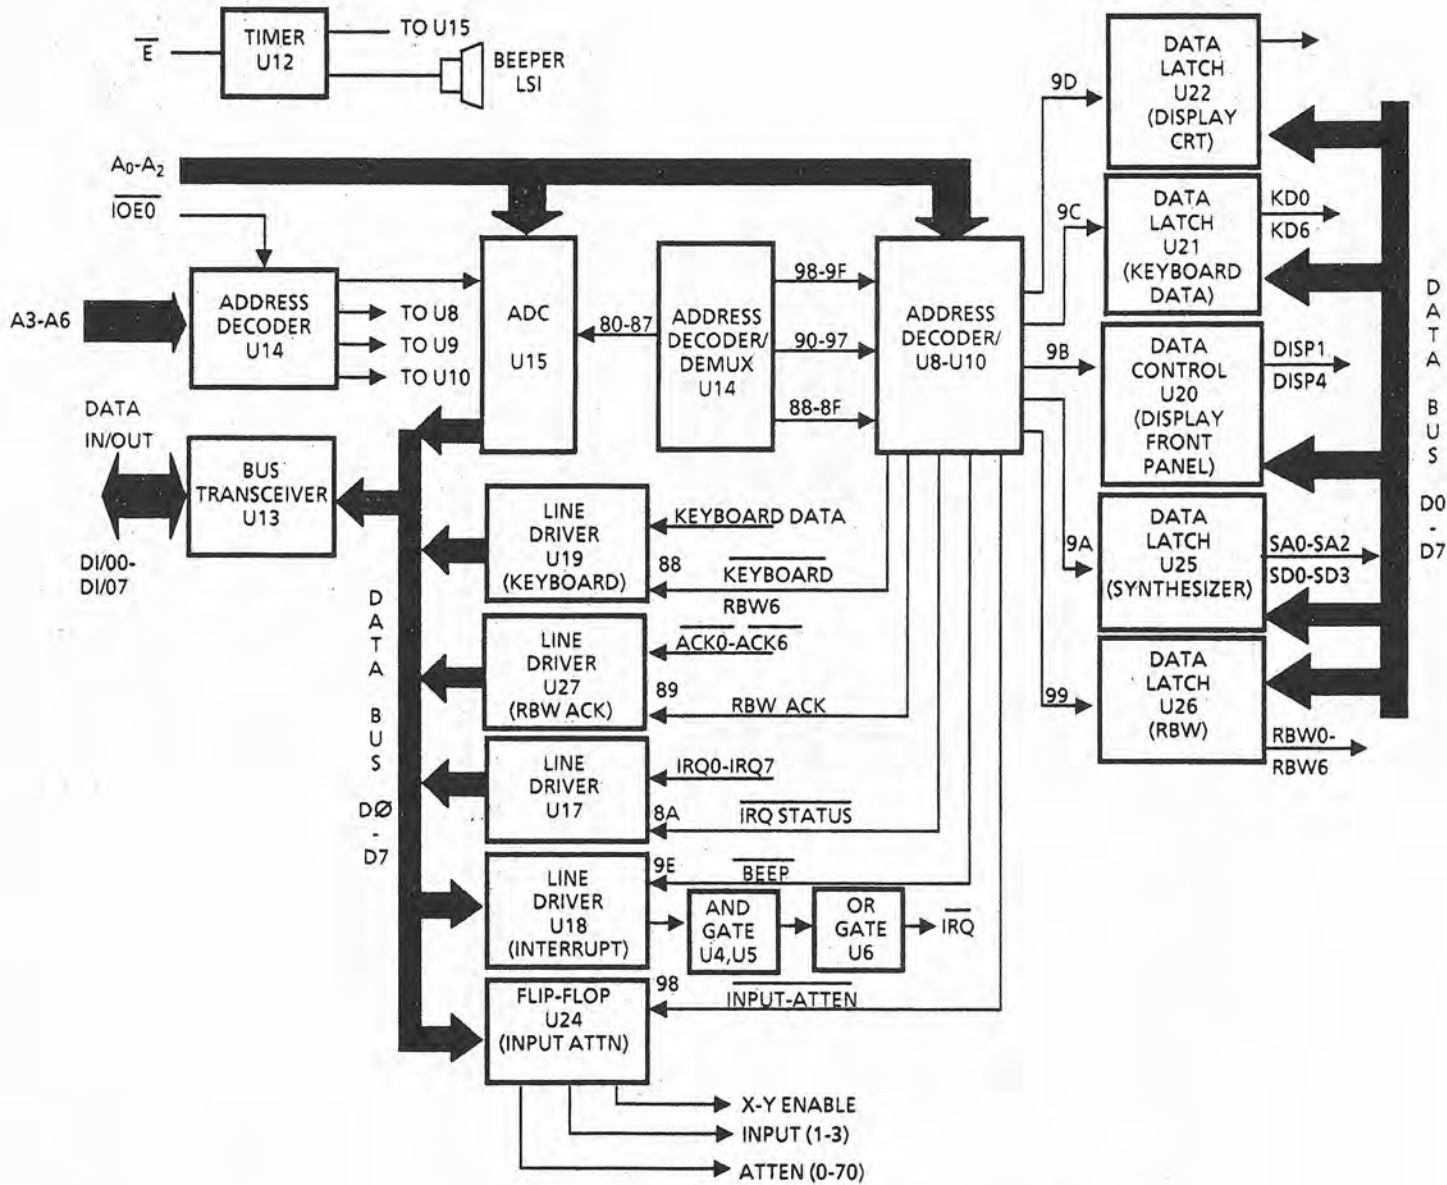 E
TIMER
U12
TO U15
BEEPER
LSI
A0-A2
IOE0
A3-A6
ADDRESS
DECODER
U14
TO U8
TO U9
TO U10
ADC
U15
80-87
ADDRESS
DECODER/
DEMUX
U14
98-9F
90-97
88-8F
ADDRESS
DECODER/
U8-U10
9D
9C
9B
9A
99
DATA
LATCH
U22
(DISPLAY
CRT)
DATA
LATCH
U21
(KEYBOARD
DATA)
KD0
KD6
DATA
CONTROL
U20
(DISPLAY
FRONT
PANEL)
DISP1
DISP4
DATA
LATCH
U25
(SYNTHESIZER)
SA0-SA2
SD0-SD3
DATA
LATCH
U26
(RBW)
RBW0-
RBW6
DATA BUS D0-D7
DATA
IN/OUT
BUS
TRANSCEIVER
U13
DI/00-
DI/07
DATA BUS DØ-D7
LINE
DRIVER
U19
(KEYBOARD)
KEYBOARD DATA
88
KEYBOARD
RBW6
LINE
DRIVER
U27
(RBW ACK)
ACK0-ACK6
89
RBW ACK
LINE
DRIVER
U17
IRQ0-IRQ7
8A
IRQ STATUS
LINE
DRIVER
U18
(INTERRUPT)
9E
BEEP
AND
GATE
U4,U5
OR
GATE
U6
IRQ
FLIP-FLOP
U24
(INPUT ATTN)
98
INPUT-ATTEN
X-Y ENABLE
INPUT (1-3)
ATTEN (0-70)